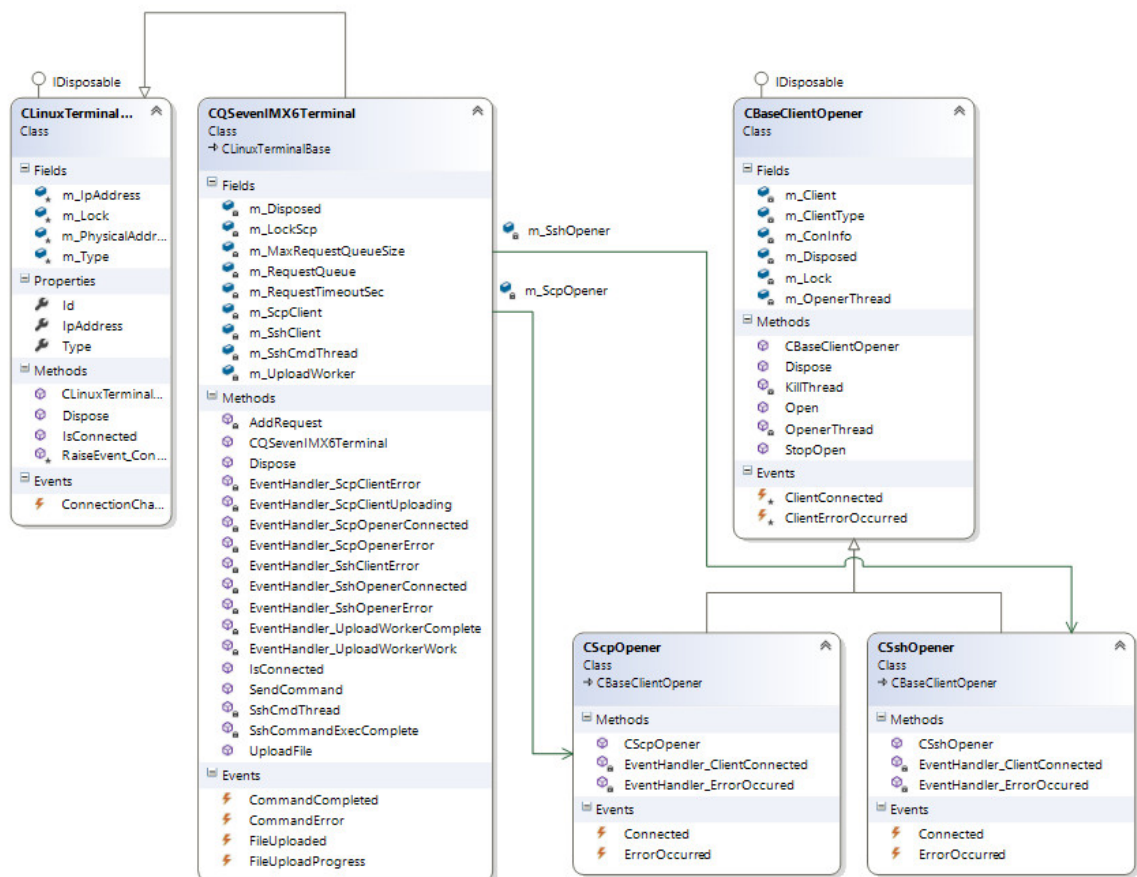 IDisposable
CLinuxTerminal...
Class
Fields
m_IpAddress
m_Lock
m_PhysicalAddr...
m_Type
Properties
Id
IpAddress
Type
Methods
CLinuxTerminal...
Dispose
IsConnected
RaiseEvent_Con...
Events
ConnectionCha...
CQSevenIMX6Terminal
Class
CLinuxTerminalBase
Fields
m_Disposed
m_LockScp
m_MaxRequestQueueSize
m_RequestQueue
m_RequestTimeoutSec
m_ScpClient
m_SshClient
m_SshCmdThread
m_UploadWorker
Methods
AddRequest
CQSevenIMX6Terminal
Dispose
EventHandler_ScpClientError
EventHandler_ScpClientUploading
EventHandler_ScpOpenerConnected
EventHandler_ScpOpenerError
EventHandler_SshClientError
EventHandler_SshOpenerConnected
EventHandler_SshOpenerError
EventHandler_UploadWorkerComplete
EventHandler_UploadWorkerWork
IsConnected
SendCommand
SshCmdThread
SshCommandExecComplete
UploadFile
Events
CommandCompleted
CommandError
FileUploaded
FileUploadProgress
m_SshOpener
m_ScpOpener
IDisposable
CBaseClientOpener
Class
Fields
m_Client
m_ClientType
m_ConInfo
m_Disposed
m_Lock
m_OpenerThread
Methods
CBaseClientOpener
Dispose
KillThread
Open
OpenerThread
StopOpen
Events
ClientConnected
ClientErrorOccurred
CScpOpener
Class
CBaseClientOpener
Methods
CScpOpener
EventHandler_ClientConnected
EventHandler_ErrorOccured
Events
Connected
ErrorOccurred
CSshOpener
Class
CBaseClientOpener
Methods
CSshOpener
EventHandler_ClientConnected
EventHandler_ErrorOccured
Events
Connected
ErrorOccurred